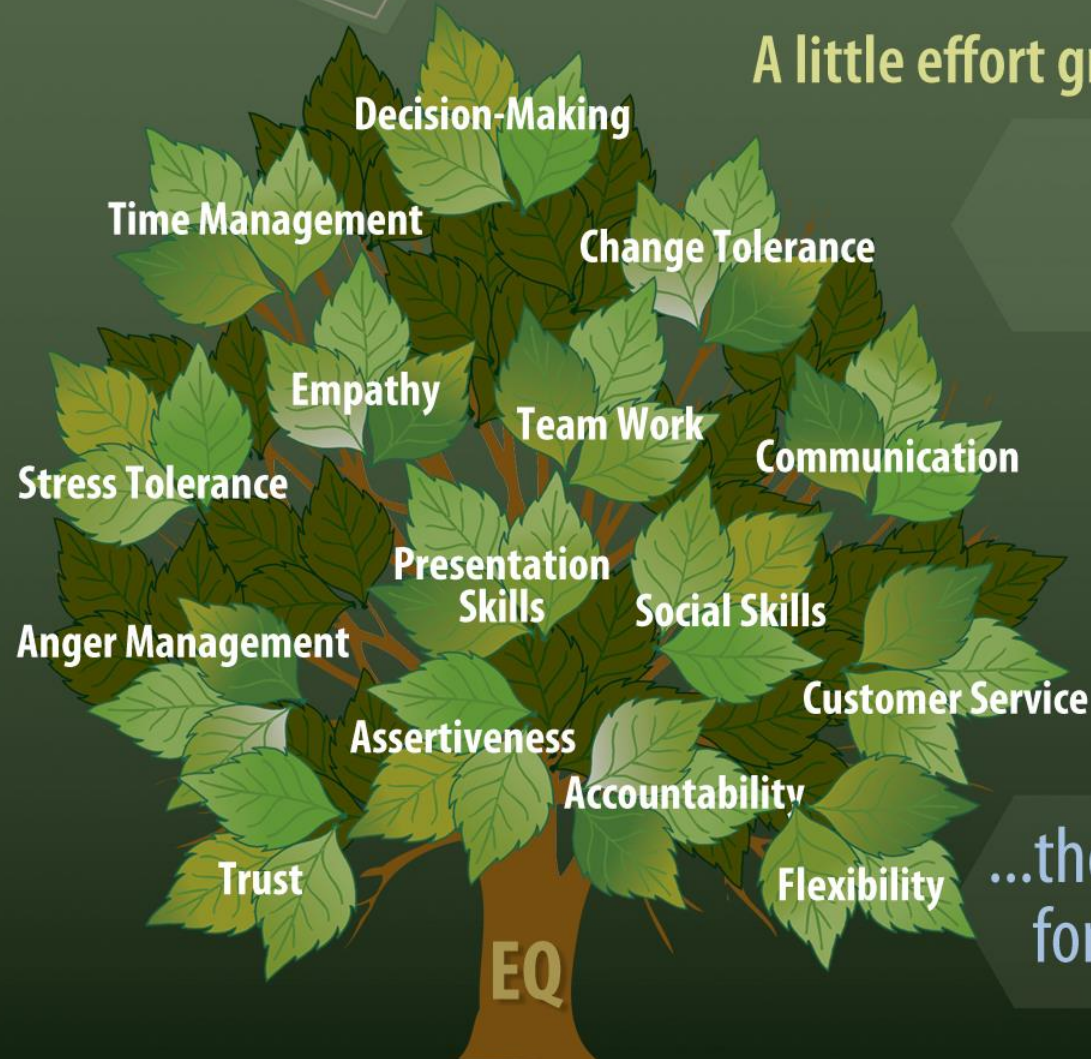 A little effort
Decision-Making
Time Management
Change Tolerance
Empathy
Team Work
Communication
Stress Tolerance
Presentation
Skills
Social Skills
Anger Management
Customer Service
Assertiveness
Accountability
Trust
Flexibility
EQ